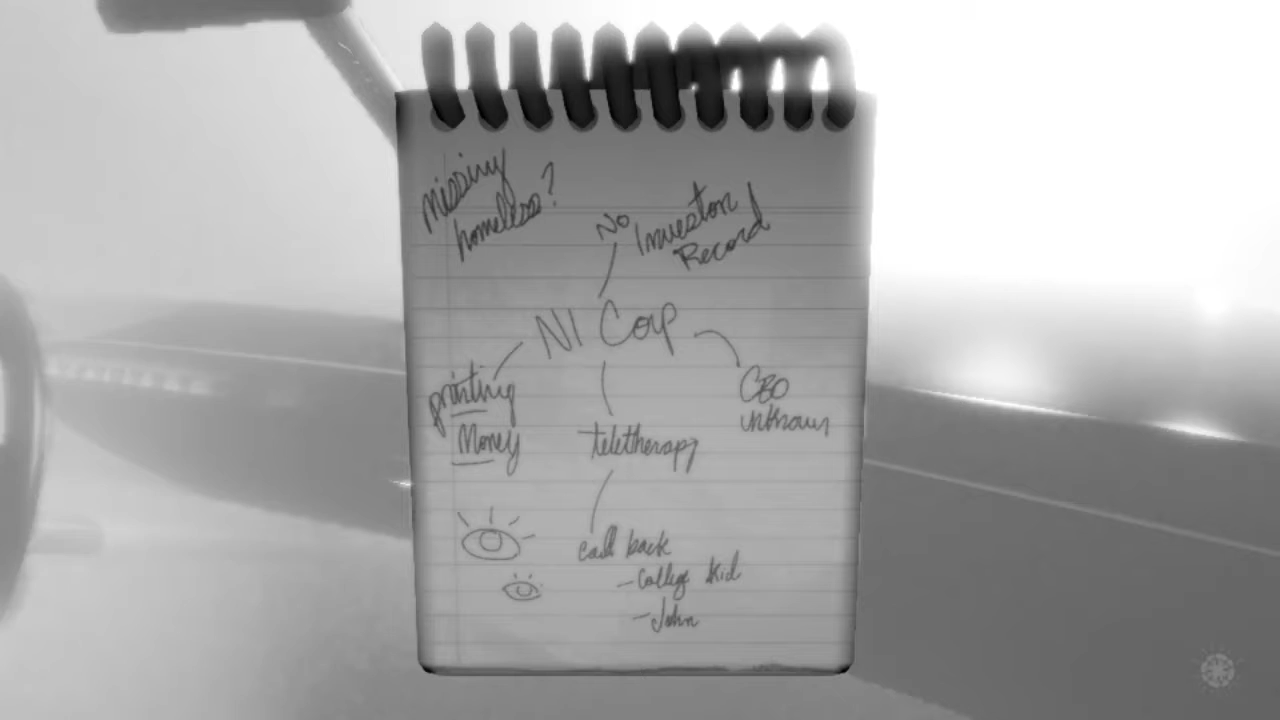 missing
homeless?
No Investor
Record
NI Corp
printing
Money
CEO
unknown
teletherapy
call back
- College kid
- John